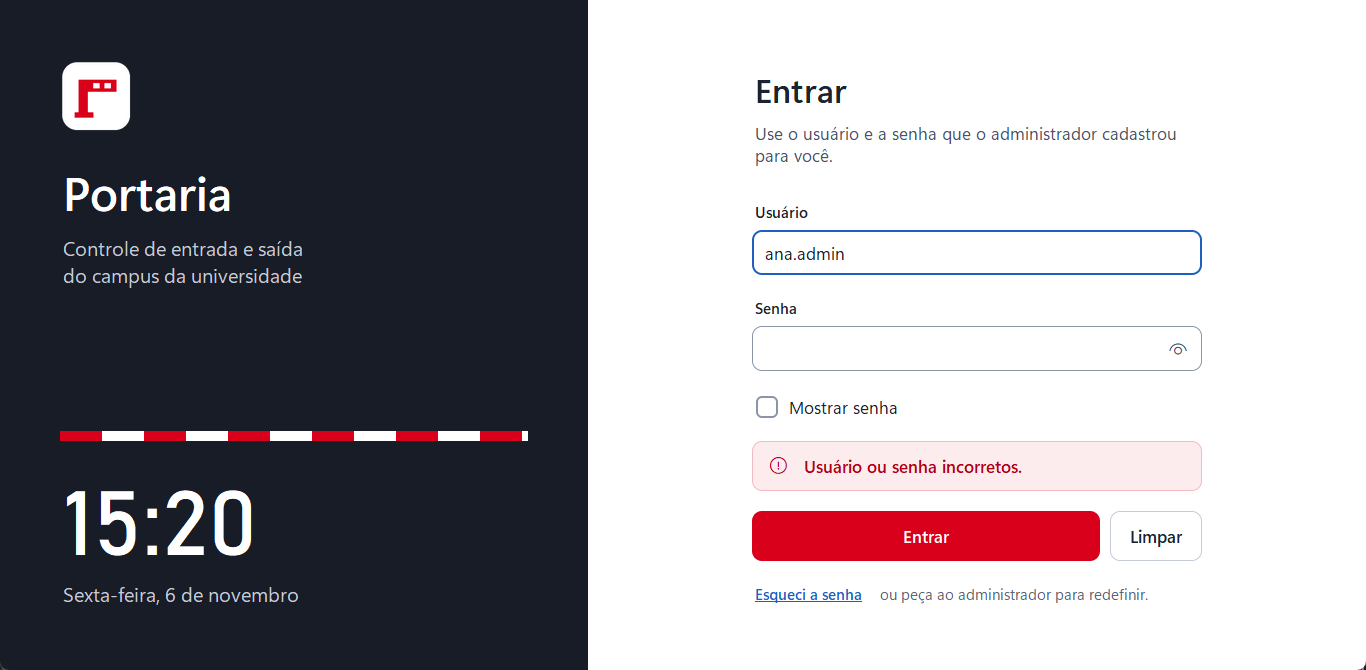 Portaria
Controle de entrada e saída
do campus da universidade
15:20
Sexta-feira, 6 de novembro
Entrar
Use o usuário e a senha que o administrador cadastrou
para você.
Usuário
ana.admin
Senha
Mostrar senha
Usuário ou senha incorretos.
Entrar
Limpar
Esqueci a senha ou peça ao administrador para redefinir.